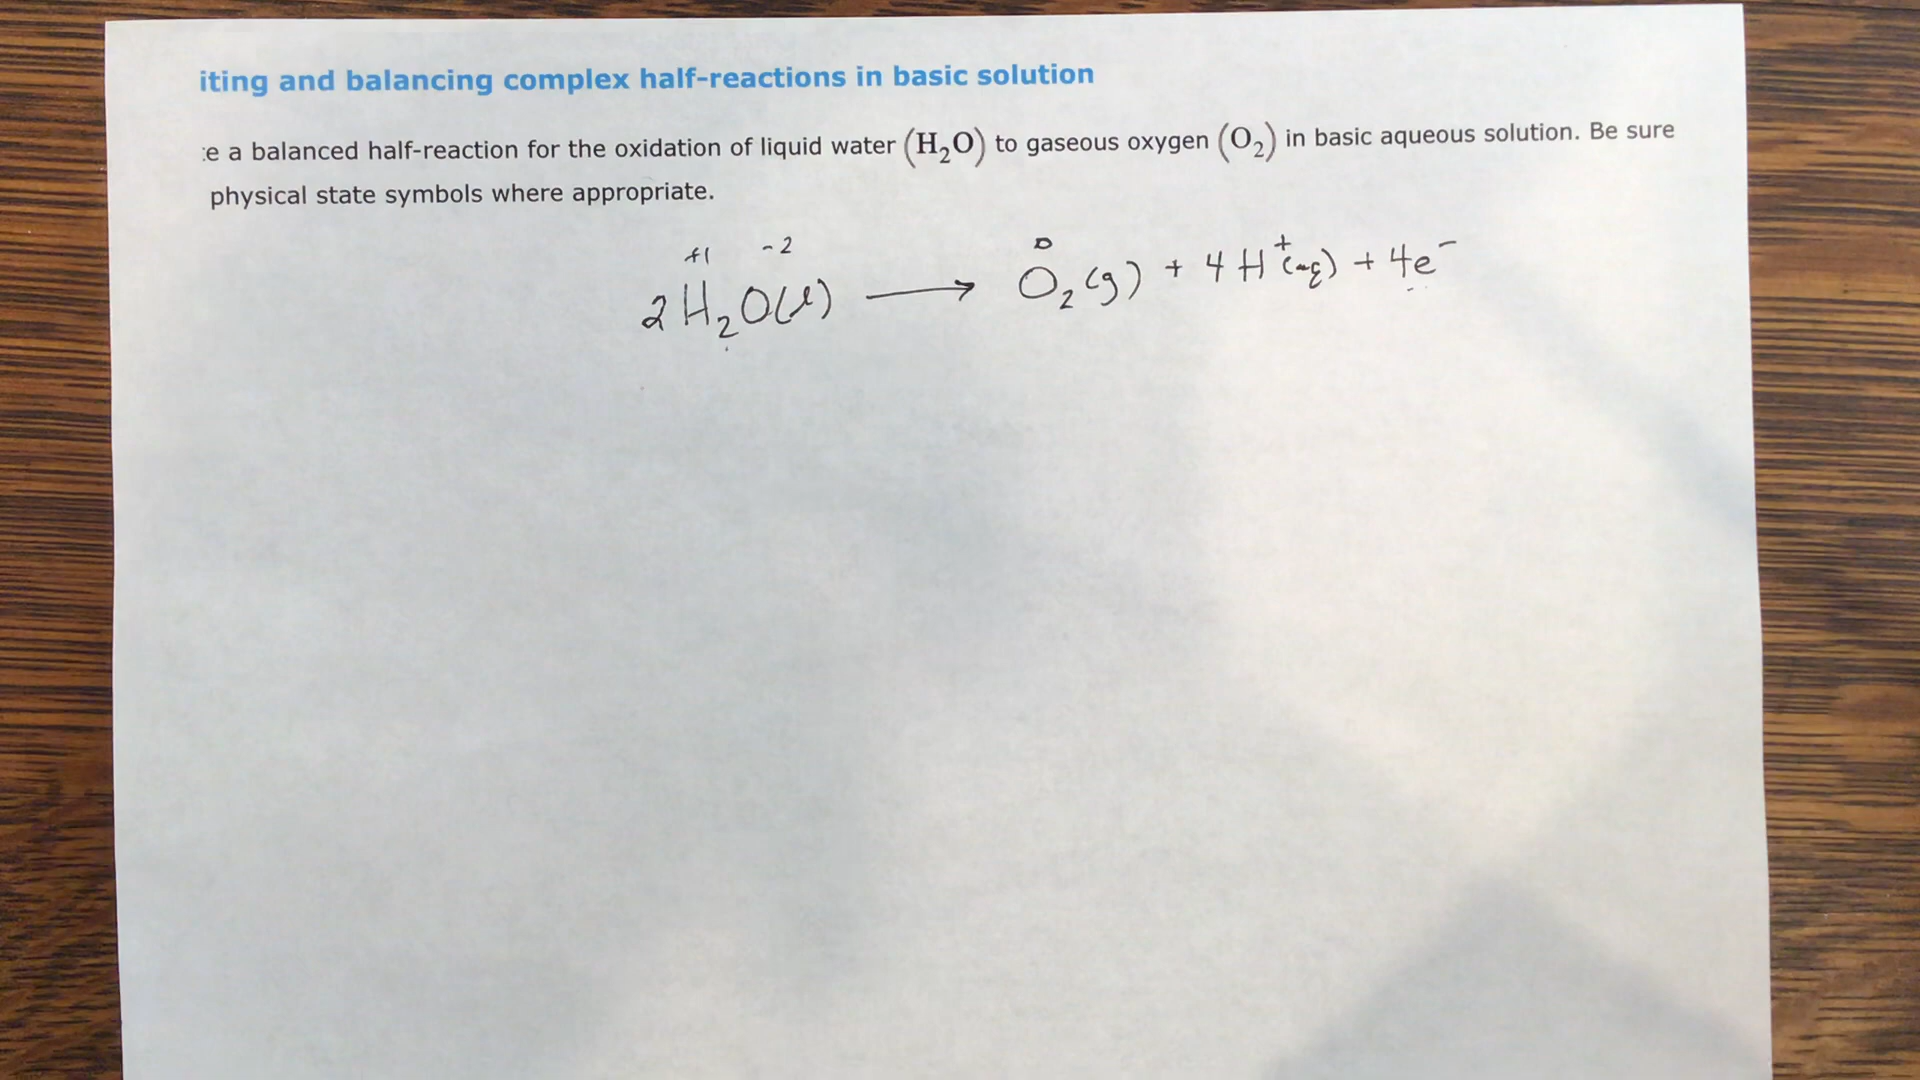 iting and balancing complex half-reactions in basic solution
:e a balanced half-reaction for the oxidation of liquid water (H₂O) to gaseous oxygen (O₂) in basic aqueous solution. Be sure
physical state symbols where appropriate.
+1 -2 0
2H₂O(l) ⟶ O₂(g) + 4H⁺(aq) + 4e⁻